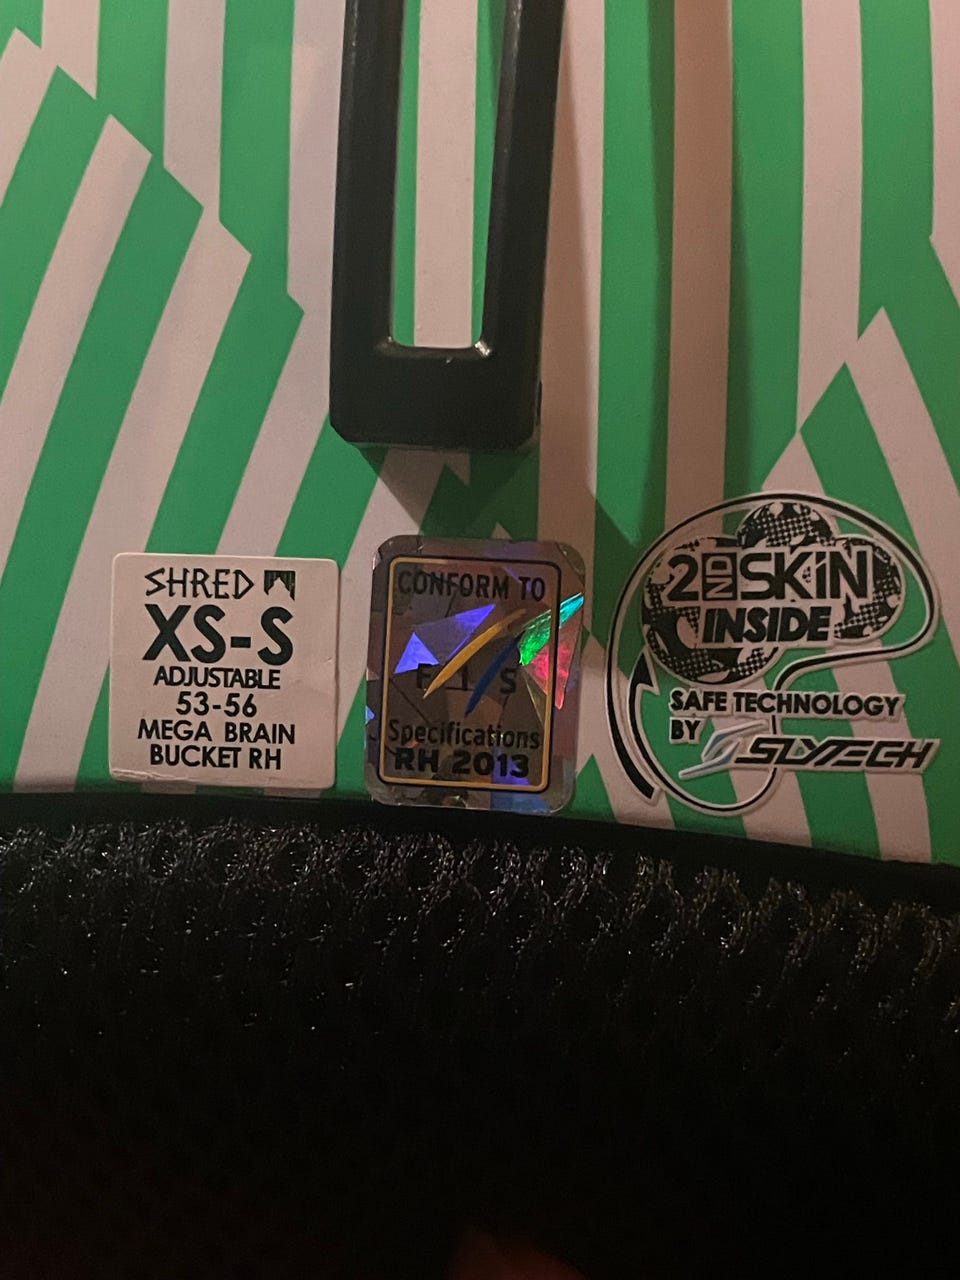 SHRED
XS-S
ADJUSTABLE
53-56
MEGA BRAIN
BUCKET RH
CONFORM TO
F I S
Specifications
RH 2013
2ND SKIN
INSIDE
SAFE TECHNOLOGY
BY SLYTECH